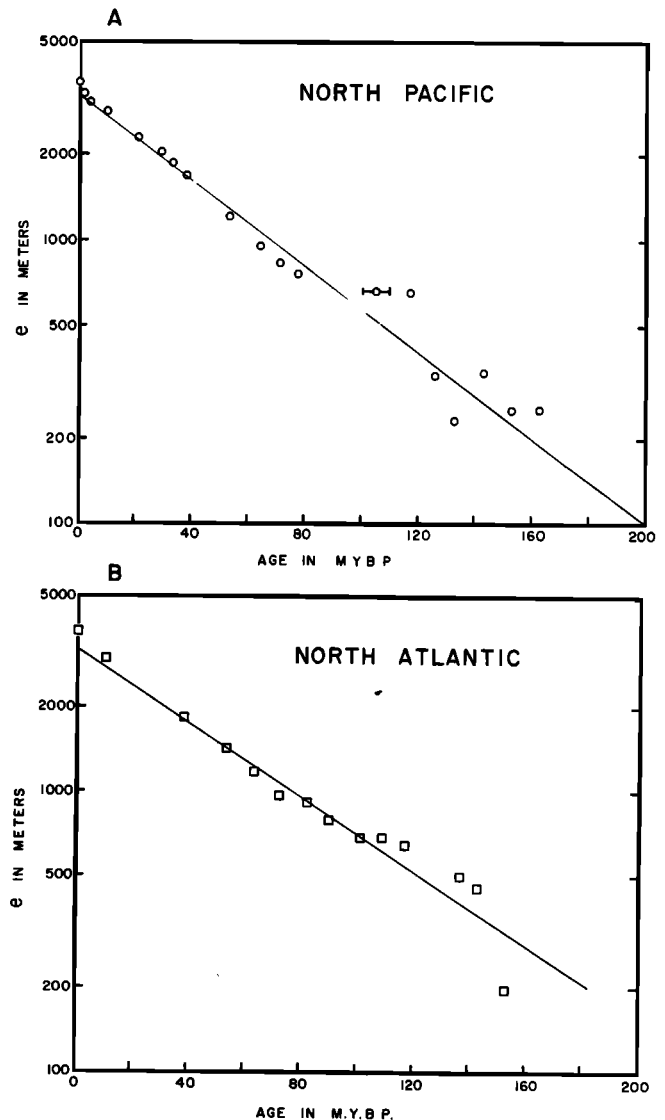 A
5000
NORTH PACIFIC
2000
1000
500
200
100
e IN METERS
0 40 80 120 160 200
AGE IN MYBP
B
5000
NORTH ATLANTIC
2000
1000
500
200
100
e IN METERS
0 40 80 120 160 200
AGE IN M.Y.B.P.